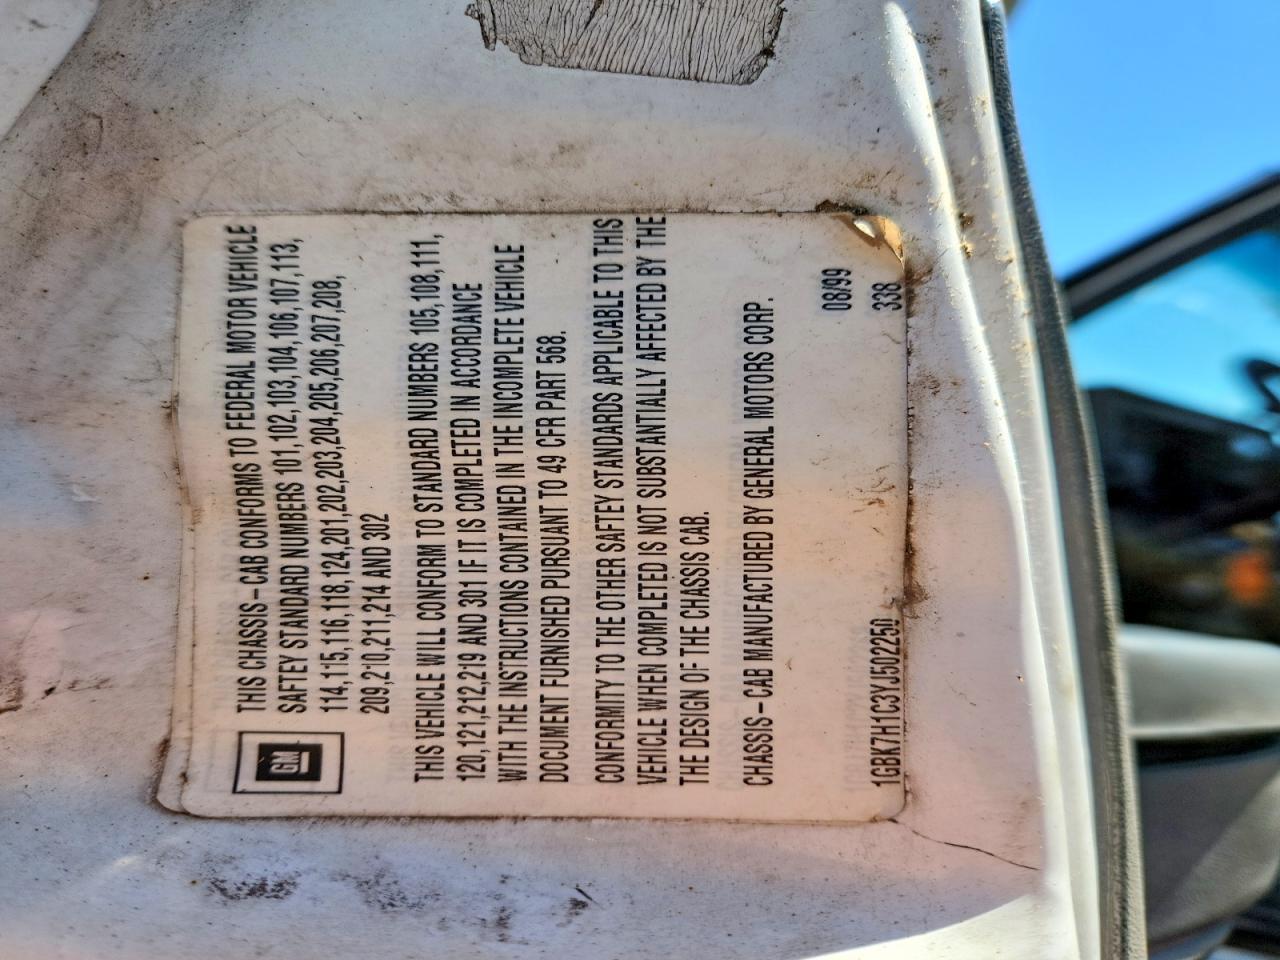 GM
THIS CHASSIS-CAB CONFORMS TO FEDERAL MOTOR VEHICLE
SAFTEY STANDARD NUMBERS 101,102,103,104,106,107,113,
114,115,116,118,124,201,202,203,204,205,206,207,208,
209,210,211,214 AND 302
THIS VEHICLE WILL CONFORM TO STANDARD NUMBERS 105,108,111,
120,121,212,219 AND 301 IF IT IS COMPLETED IN ACCORDANCE
WITH THE INSTRUCTIONS CONTAINED IN THE INCOMPLETE VEHICLE
DOCUMENT FURNISHED PURSUANT TO 49 CFR PART 568.
CONFORMITY TO THE OTHER SAFTEY STANDARDS APPLICABLE TO THIS
VEHICLE WHEN COMPLETED IS NOT SUBSTANTIALLY AFFECTED BY THE
THE DESIGN OF THE CHASSIS CAB.
CHASSIS-CAB MANUFACTURED BY GENERAL MOTORS CORP.
08/99
1GBK7H1C3YJ502250 338